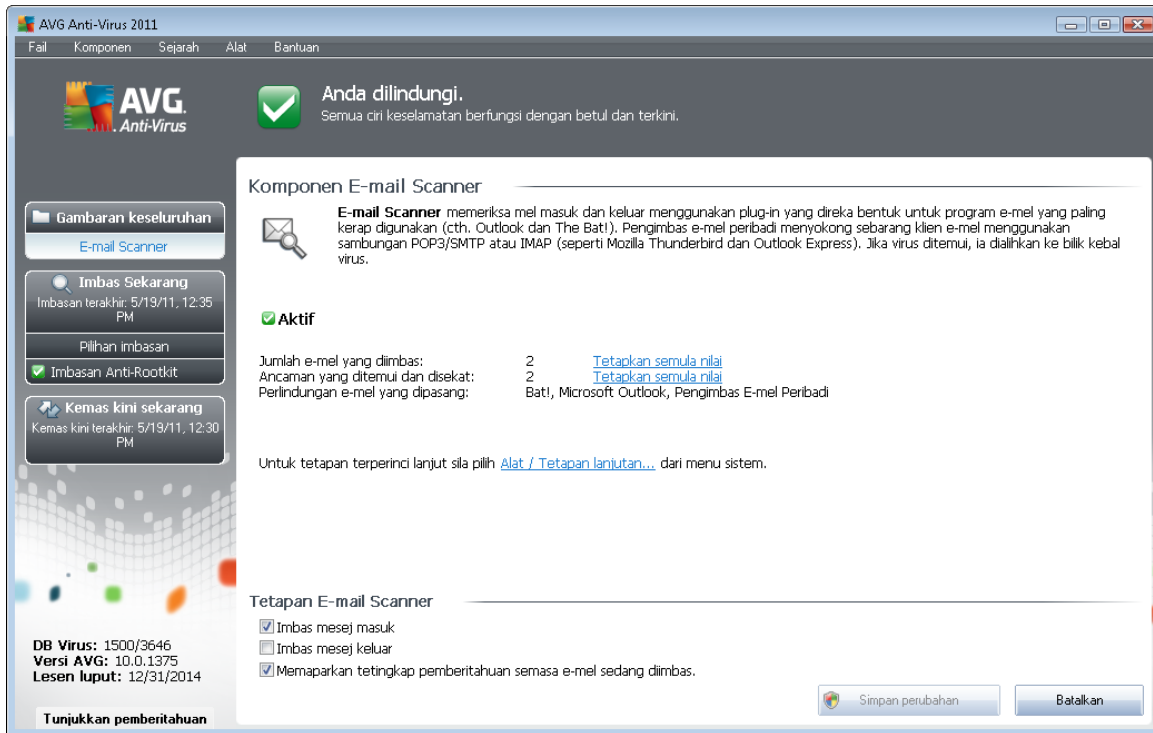 AVG Anti-Virus 2011
Fail Komponen Sejarah Alat Bantuan
AVG.
Anti-Virus
Anda dilindungi.
Semua ciri keselamatan berfungsi dengan betul dan terkini.
Gambaran keseluruhan
E-mail Scanner
Imbas Sekarang
Imbasan terakhir: 5/19/11, 12:35
PM
Pilihan imbasan
Imbasan Anti-Rootkit
Kemas kini sekarang
Kemas kini terakhir: 5/19/11, 12:30
PM
DB Virus: 1500/3646
Versi AVG: 10.0.1375
Lesen luput: 12/31/2014
Tunjukkan pemberitahuan
Komponen E-mail Scanner
E-mail Scanner memeriksa mel masuk dan keluar menggunakan plug-in yang direka bentuk untuk program e-mel yang paling
kerap digunakan (cth. Outlook dan The Bat!). Pengimbas e-mel peribadi menyokong sebarang klien e-mel menggunakan
sambungan POP3/SMTP atau IMAP (seperti Mozilla Thunderbird dan Outlook Express). Jika virus ditemui, ia dialihkan ke bilik kebal
virus.
Aktif
Jumlah e-mel yang diimbas: 2 Tetapkan semula nilai
Ancaman yang ditemui dan disekat: 2 Tetapkan semula nilai
Perlindungan e-mel yang dipasang: Bat!, Microsoft Outlook, Pengimbas E-mel Peribadi
Untuk tetapan terperinci lanjut sila pilih Alat / Tetapan lanjutan... dari menu sistem.
Tetapan E-mail Scanner
Imbas mesej masuk
Imbas mesej keluar
Memaparkan tetingkap pemberitahuan semasa e-mel sedang diimbas.
Simpan perubahan Batalkan